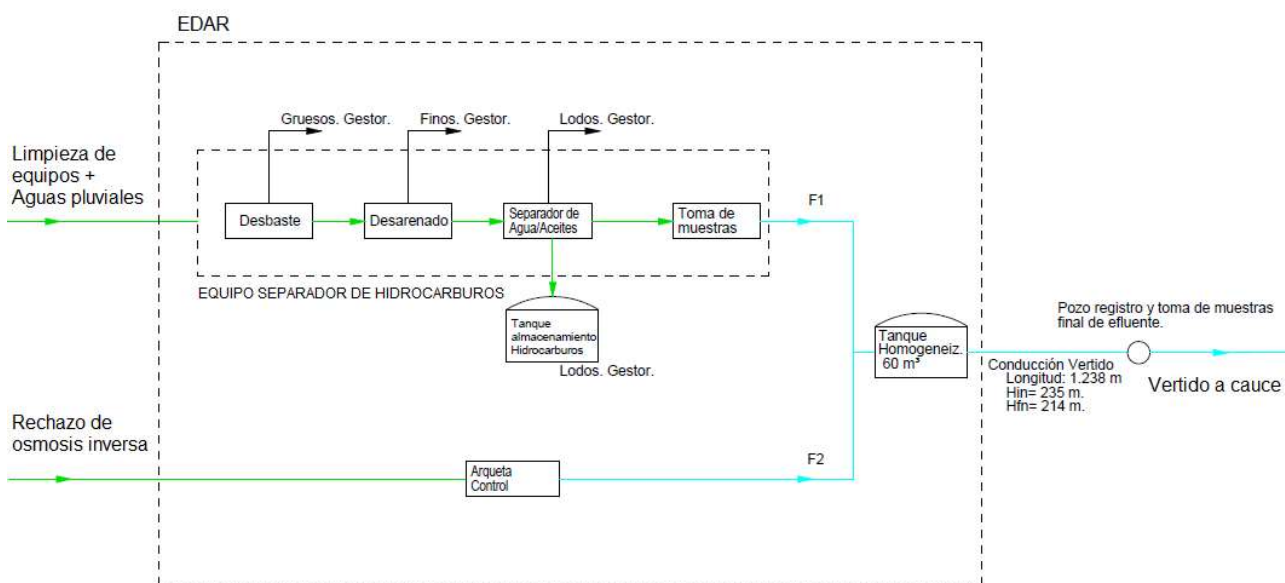 EDAR
Gruesos. Gestor.
Finos. Gestor.
Lodos. Gestor.
Limpieza de
equipos +
Aguas pluviales
Desbaste
Desarenado
Separador de
Agua/Aceites
Toma de
muestras
F1
EQUIPO SEPARADOR DE HIDROCARBUROS
Tanque
almacenamiento
Hidrocarburos
Lodos. Gestor.
Tanque
Homogeneiz.
60 m³
Pozo registro y toma de muestras
final de efluente.
Conducción Vertido
Longitud: 1.238 m
Hin= 235 m.
Hfn= 214 m.
Vertido a cauce
Rechazo de
osmosis inversa
Arqueta
Control
F2